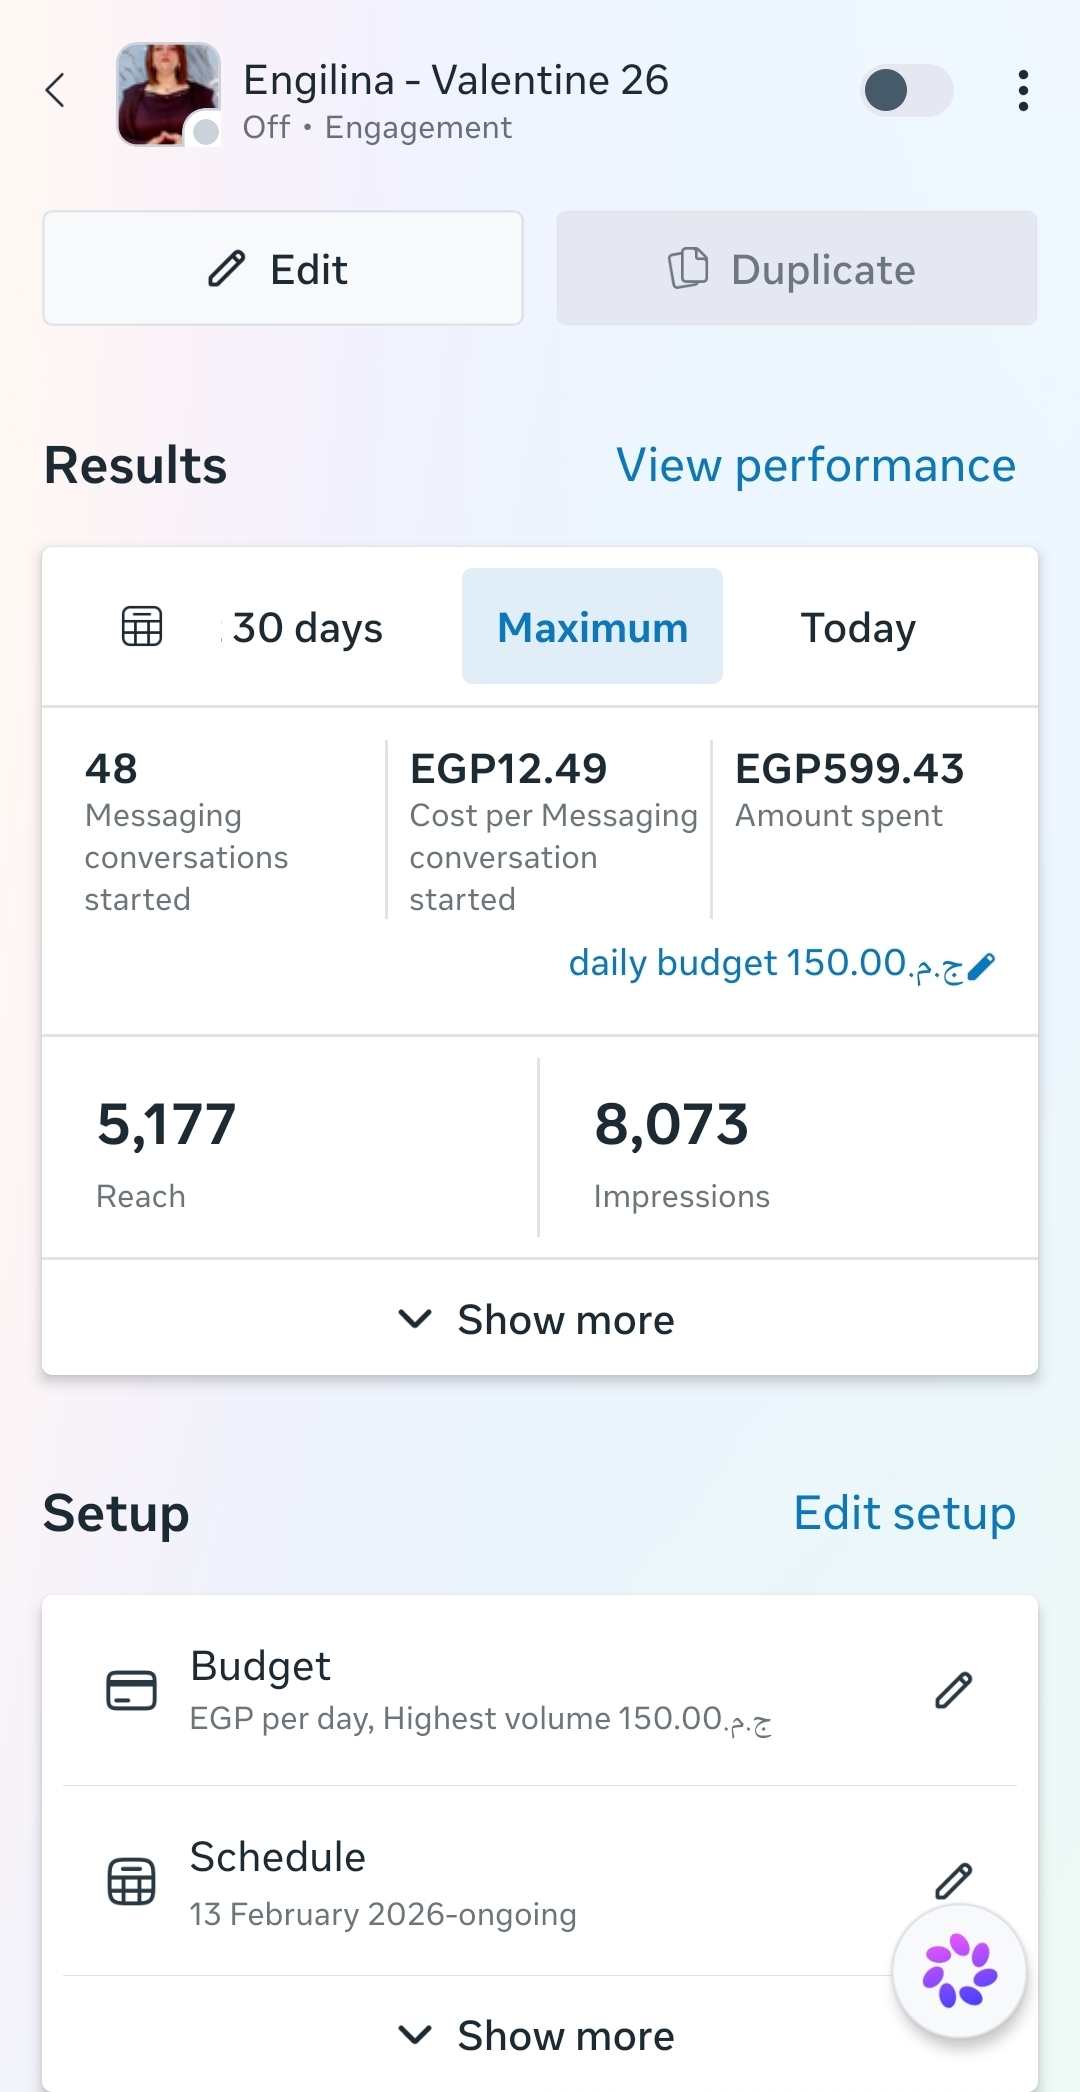 Engilina - Valentine 26
Off • Engagement
Edit
Duplicate
Results
View performance
30 days
Maximum
Today
48
Messaging
conversations
started
EGP12.49
Cost per Messaging
conversation
started
EGP599.43
Amount spent
daily budget 150.00.ج.م
5,177
Reach
8,073
Impressions
Show more
Setup
Edit setup
Budget
EGP per day, Highest volume 150.00.ج.م
Schedule
13 February 2026-ongoing
Show more